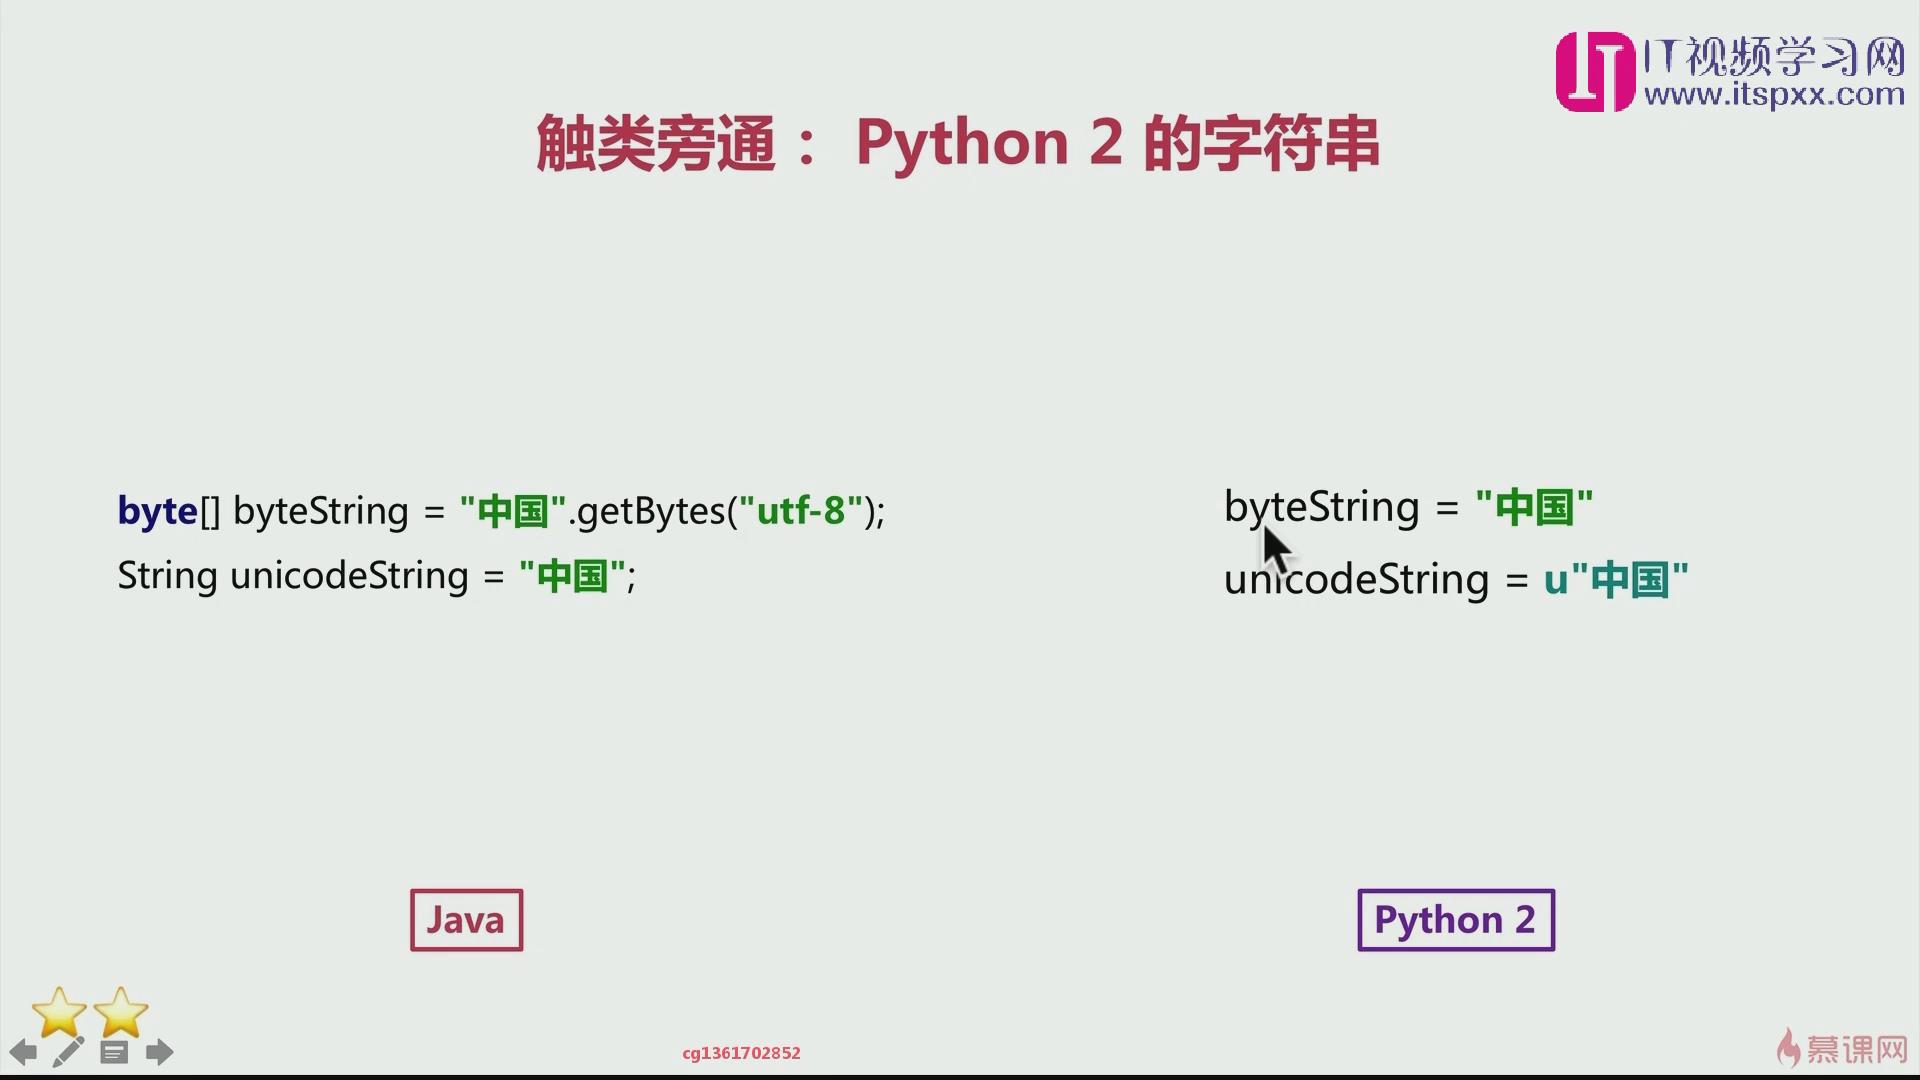 IT视频学习网
www.itspxx.com
触类旁通： Python 2 的字符串
byte[] byteString = "中国".getBytes("utf-8");
String unicodeString = "中国";
byteString = "中国"
unicodeString = u"中国"
Java
Python 2
cg1361702852
慕课网